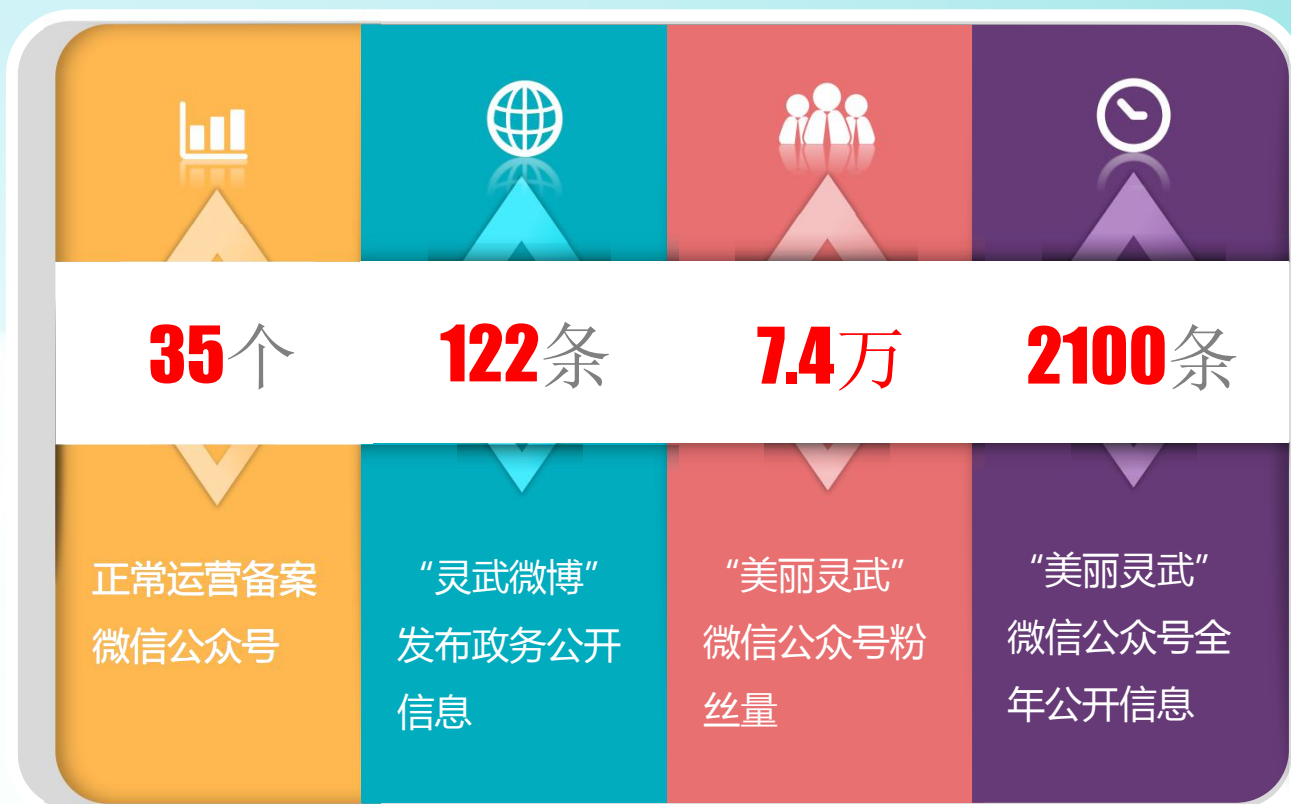 35个
正常运营备案
微信公众号
122条
“灵武微博”
发布政务公开
信息
7.4万
“美丽灵武”
微信公众号粉
丝量
2100条
“美丽灵武”
微信公众号全
年公开信息